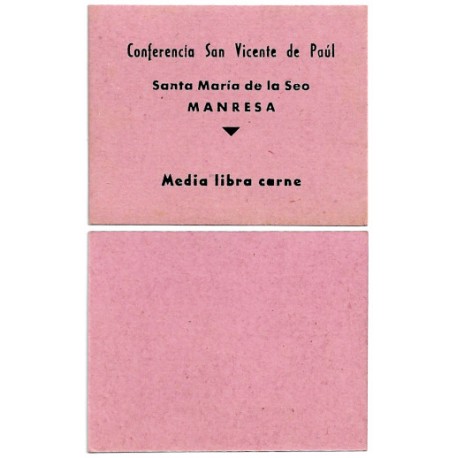 Conferencia San Vicente de Paúl
Santa María de la Seo
MANRESA
Media libra carne